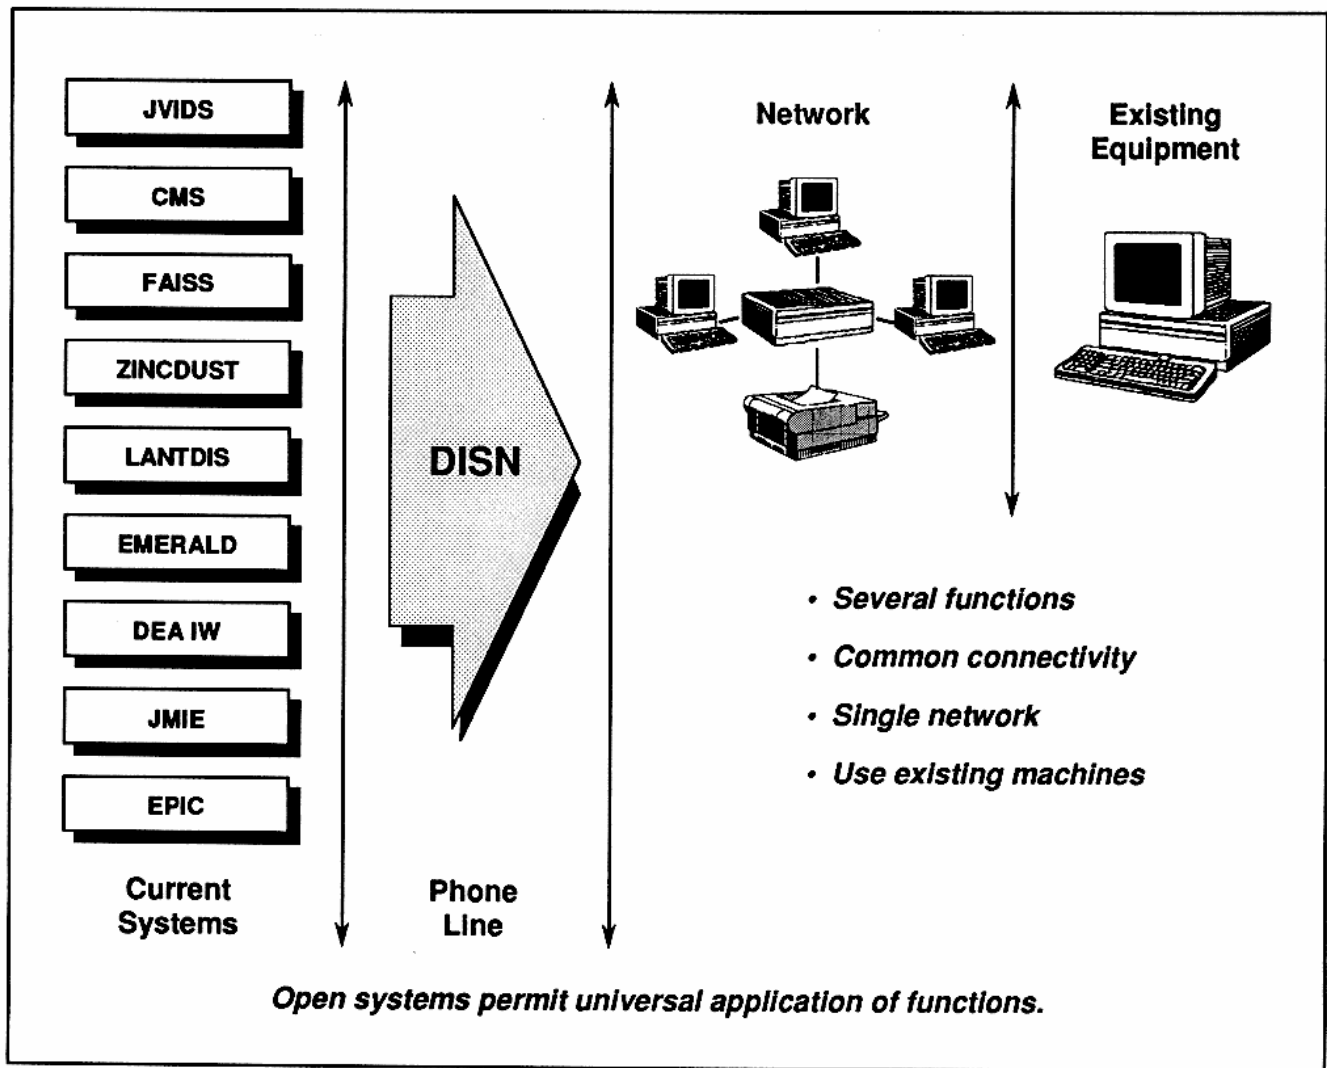 JVIDS
CMS
FAISS
ZINCDUST
LANTDIS
EMERALD
DEA IW
JMIE
EPIC
Current
Systems
DISN
Phone
Line
Network
Existing
Equipment
• Several functions
• Common connectivity
• Single network
• Use existing machines
Open systems permit universal application of functions.